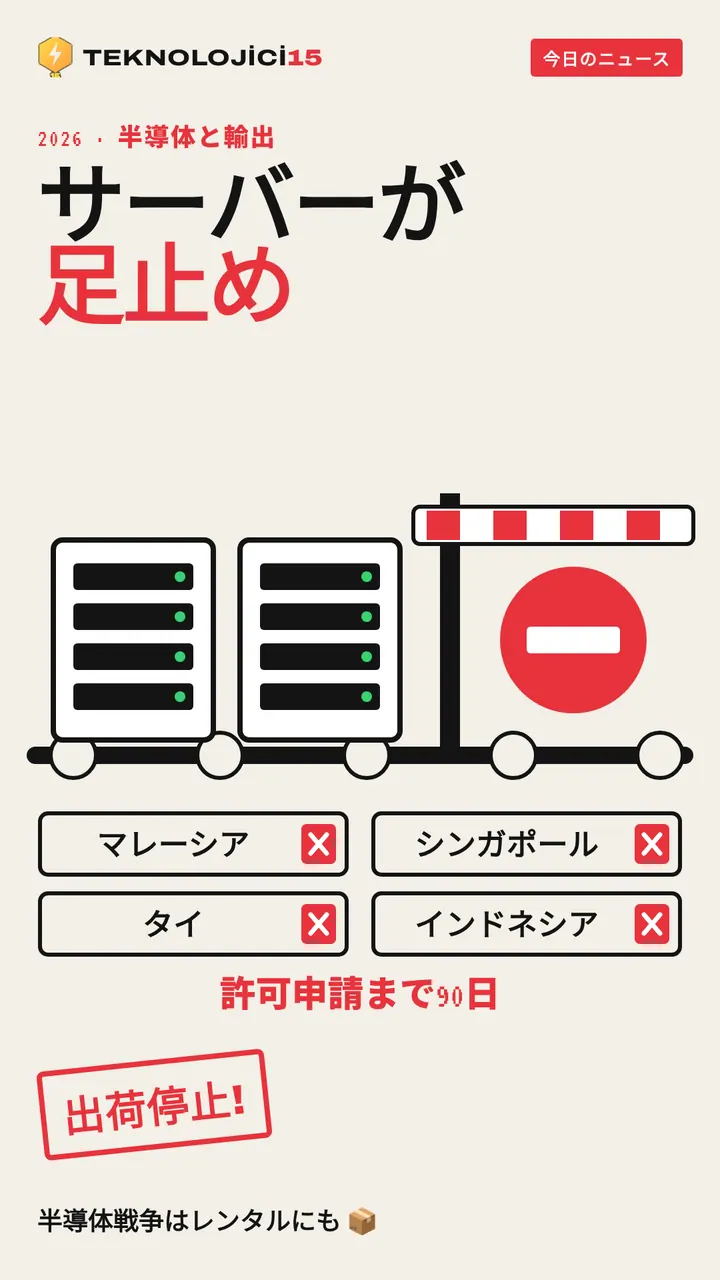 TEKNOLOJİCİ15
今日のニュース
2026 · 半導体と輸出
サーバーが
足止め
マレーシア
シンガポール
タイ
インドネシア
許可申請まで90日
出荷停止!
半導体戦争はレンタルにも 📦